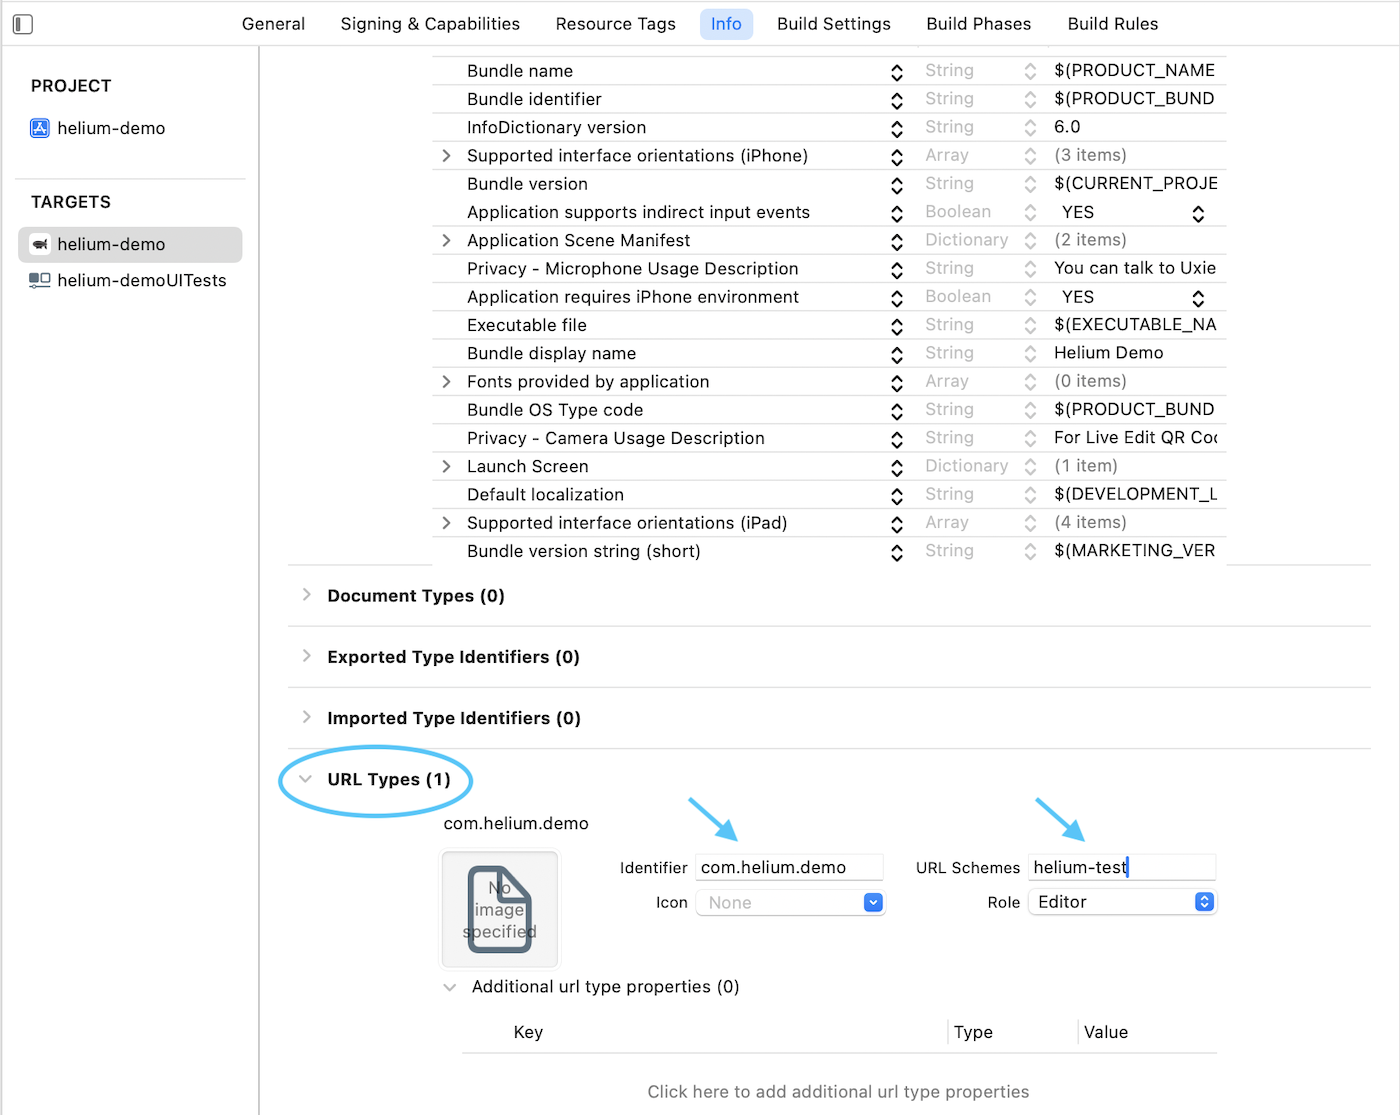 General Signing & Capabilities Resource Tags Info Build Settings Build Phases Build Rules
PROJECT
helium-demo
TARGETS
helium-demo
helium-demoUITests
Bundle name String $(PRODUCT_NAME
Bundle identifier String $(PRODUCT_BUND
InfoDictionary version String 6.0
Supported interface orientations (iPhone) Array (3 items)
Bundle version String $(CURRENT_PROJE
Application supports indirect input events Boolean YES
Application Scene Manifest Dictionary (2 items)
Privacy - Microphone Usage Description String You can talk to Uxie
Application requires iPhone environment Boolean YES
Executable file String $(EXECUTABLE_NA
Bundle display name String Helium Demo
Fonts provided by application Array (0 items)
Bundle OS Type code String $(PRODUCT_BUND
Privacy - Camera Usage Description String For Live Edit QR Coc
Launch Screen Dictionary (1 item)
Default localization String $(DEVELOPMENT_L
Supported interface orientations (iPad) Array (4 items)
Bundle version string (short) String $(MARKETING_VER
Document Types (0)
Exported Type Identifiers (0)
Imported Type Identifiers (0)
URL Types (1)
com.helium.demo
No
image
specified
Identifier com.helium.demo URL Schemes helium-test
Icon None Role Editor
Additional url type properties (0)
Key Type Value
Click here to add additional url type properties